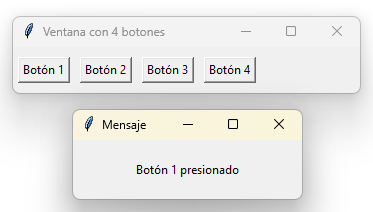 Ventana con 4 botones
Botón 1 Botón 2 Botón 3 Botón 4
Mensaje
Botón 1 presionado